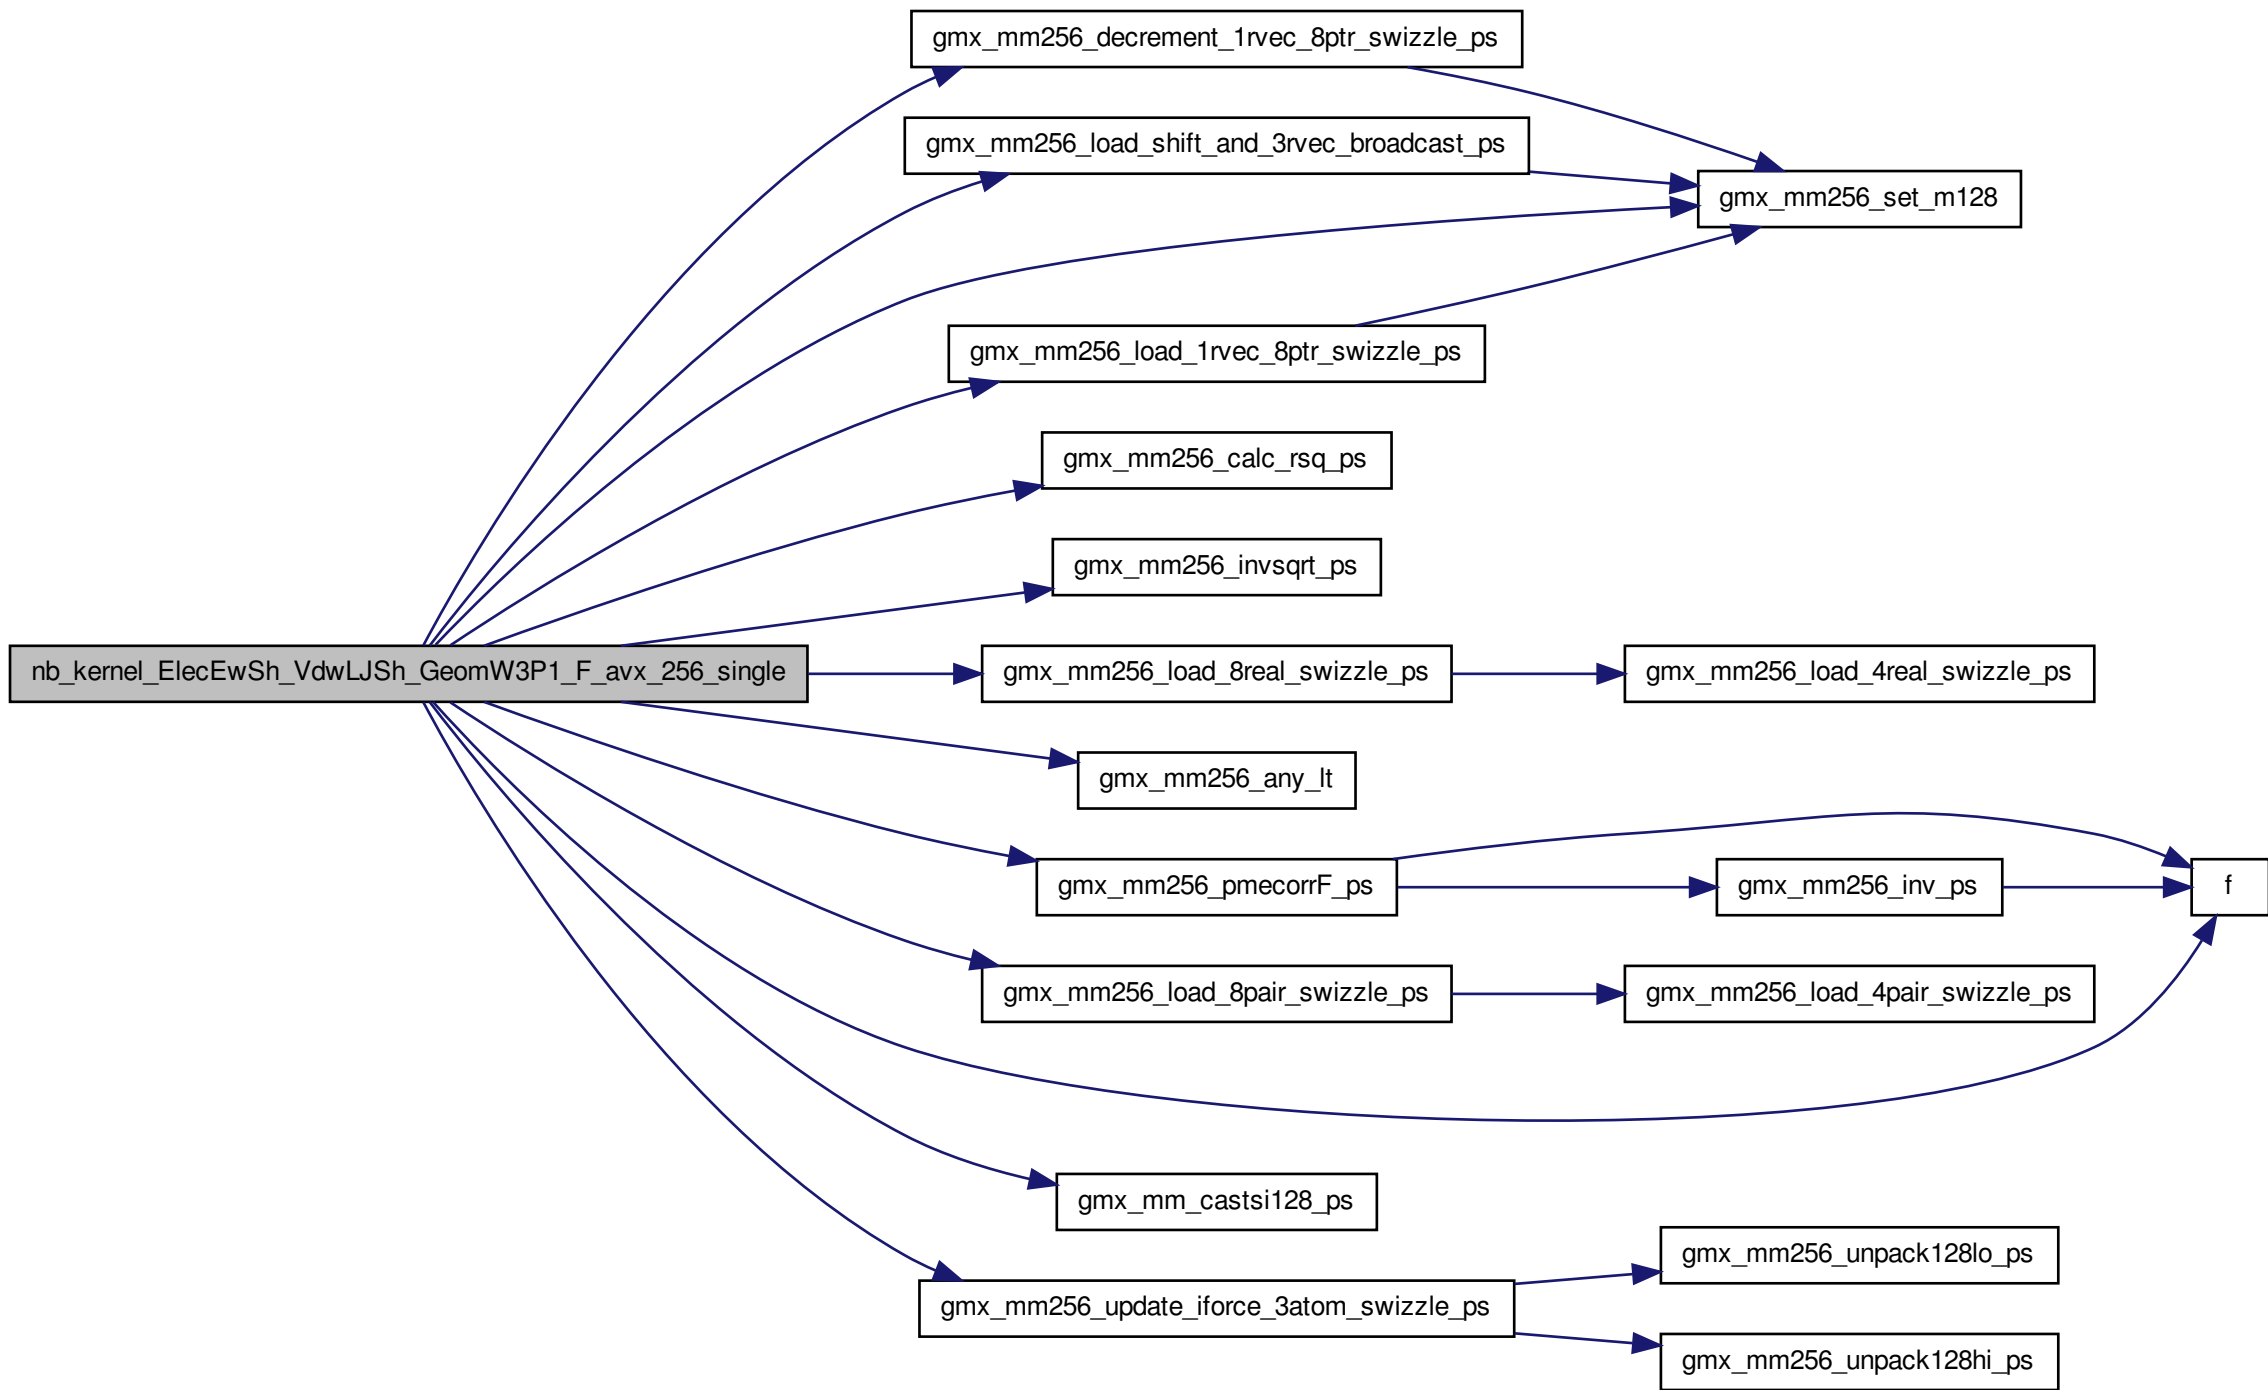 gmx_mm256_decrement_1rvec_8ptr_swizzle_ps
gmx_mm256_load_shift_and_3rvec_broadcast_ps
gmx_mm256_set_m128
gmx_mm256_load_1rvec_8ptr_swizzle_ps
gmx_mm256_calc_rsq_ps
gmx_mm256_invsqrt_ps
nb_kernel_ElecEwSh_VdwLJSh_GeomW3P1_F_avx_256_single
gmx_mm256_load_8real_swizzle_ps
gmx_mm256_load_4real_swizzle_ps
gmx_mm256_any_lt
gmx_mm256_pmecorrF_ps
gmx_mm256_inv_ps
f
gmx_mm256_load_8pair_swizzle_ps
gmx_mm256_load_4pair_swizzle_ps
gmx_mm_castsi128_ps
gmx_mm256_unpack128lo_ps
gmx_mm256_update_iforce_3atom_swizzle_ps
gmx_mm256_unpack128hi_ps